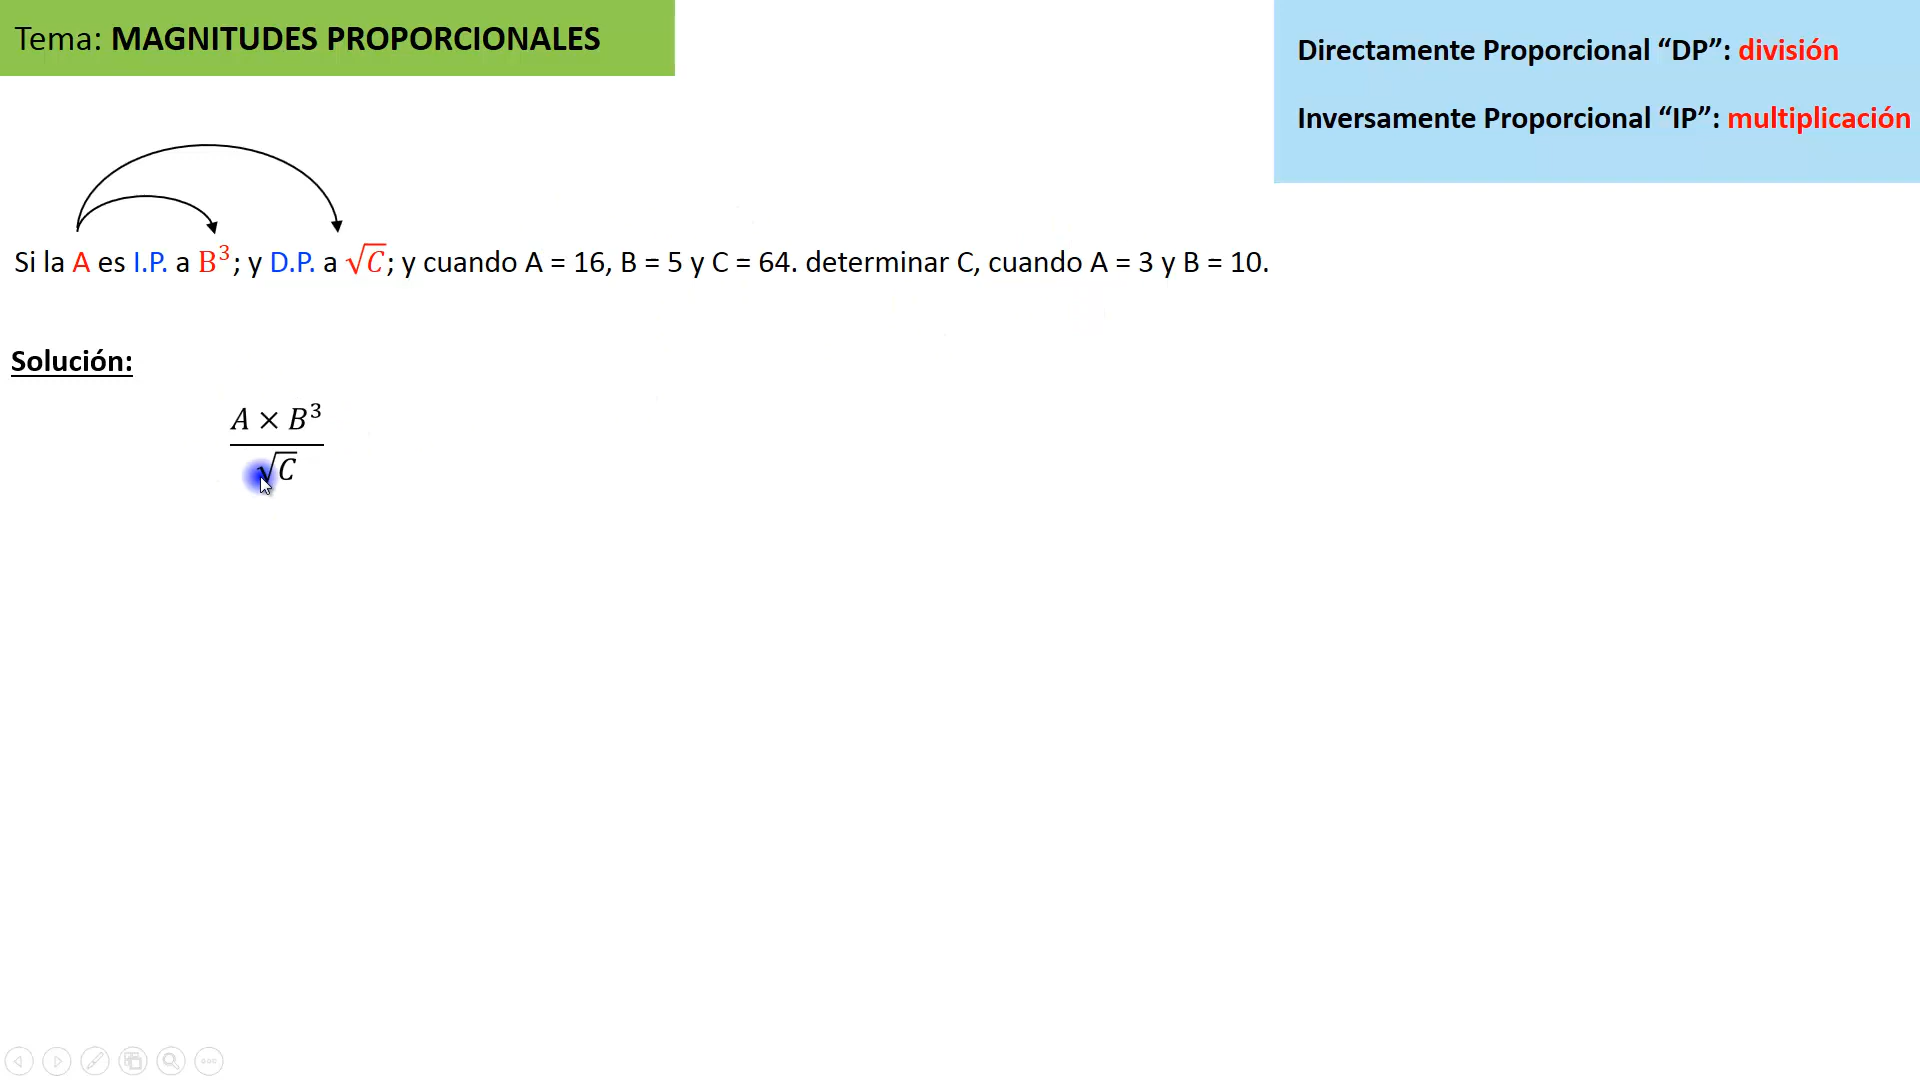 Tema: MAGNITUDES PROPORCIONALES
Directamente Proporcional “DP”: división
Inversamente Proporcional “IP”: multiplicación
Si la A es I.P. a B³; y D.P. a √C; y cuando A = 16, B = 5 y C = 64. determinar C, cuando A = 3 y B = 10.
Solución:
A × B³
√C